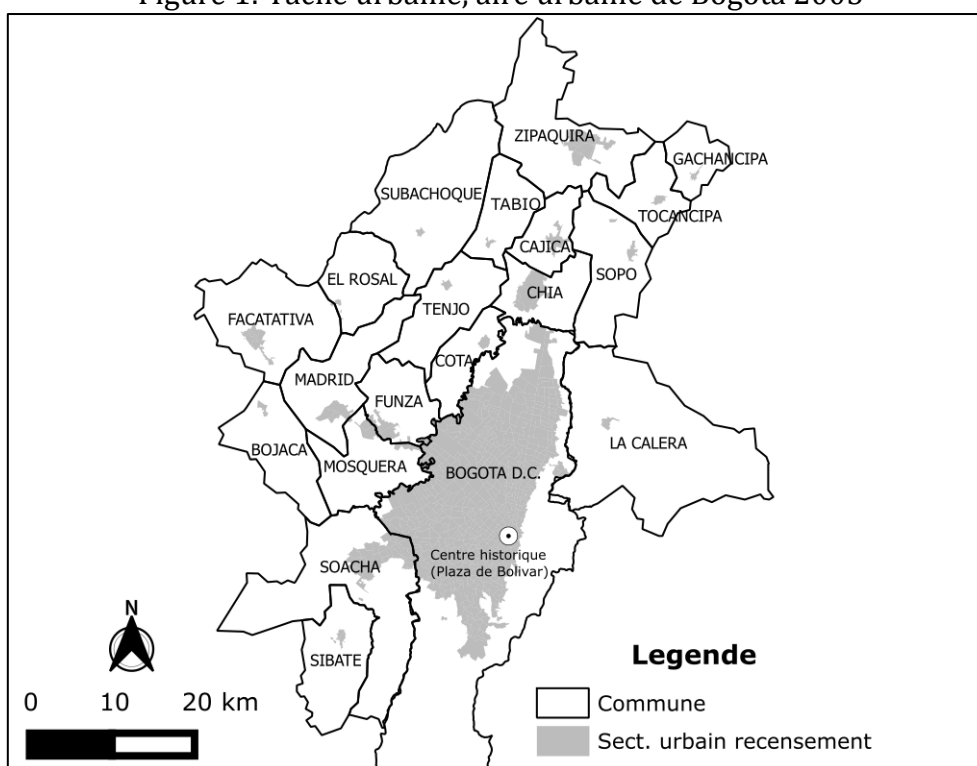 Figure 1: Tache urbaine, aire urbaine de Bogota 2005
ZIPAQUIRA
GACHANCIPA
SUBACHOQUE
TABIO
TOCANCIPA
CAJICA
SOPO
EL ROSAL
CHIA
TENJO
FACATATIVA
COTA
MADRID
FUNZA
LA CALERA
BOJACA
MOSQUERA
BOGOTA D.C.
Centre historique
(Plaza de Bolivar)
SOACHA
N
SIBATE
Legende
0 10 20 km
Commune
Sect. urbain recensement